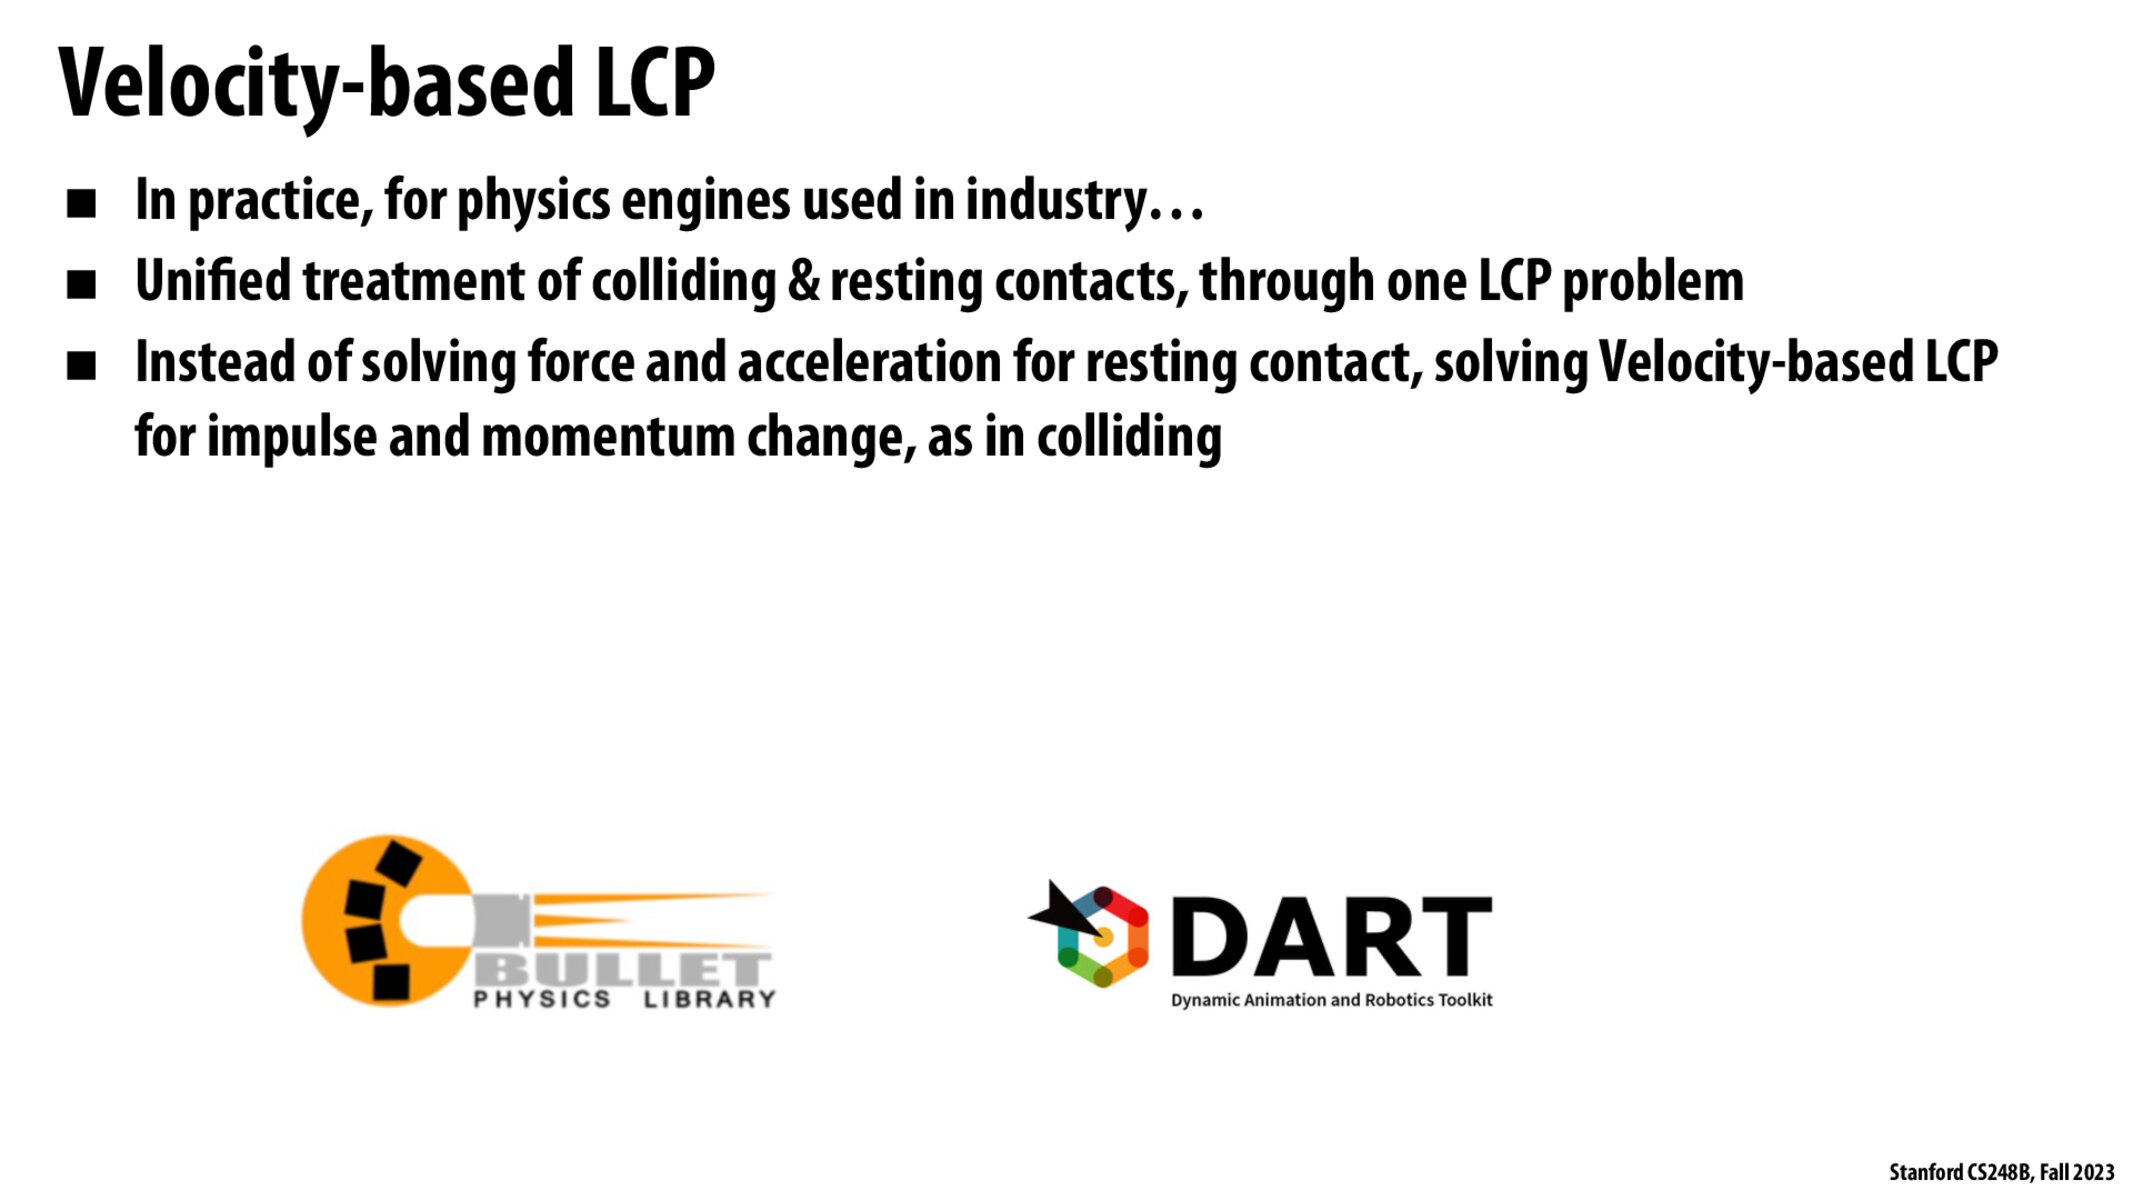 Velocity-based LCP
■ In practice, for physics engines used in industry…
■ Unified treatment of colliding & resting contacts, through one LCP problem
■ Instead of solving force and acceleration for resting contact, solving Velocity-based LCP
for impulse and momentum change, as in colliding
BULLET
PHYSICS LIBRARY
DART
Dynamic Animation and Robotics Toolkit
Stanford CS248B, Fall 2023